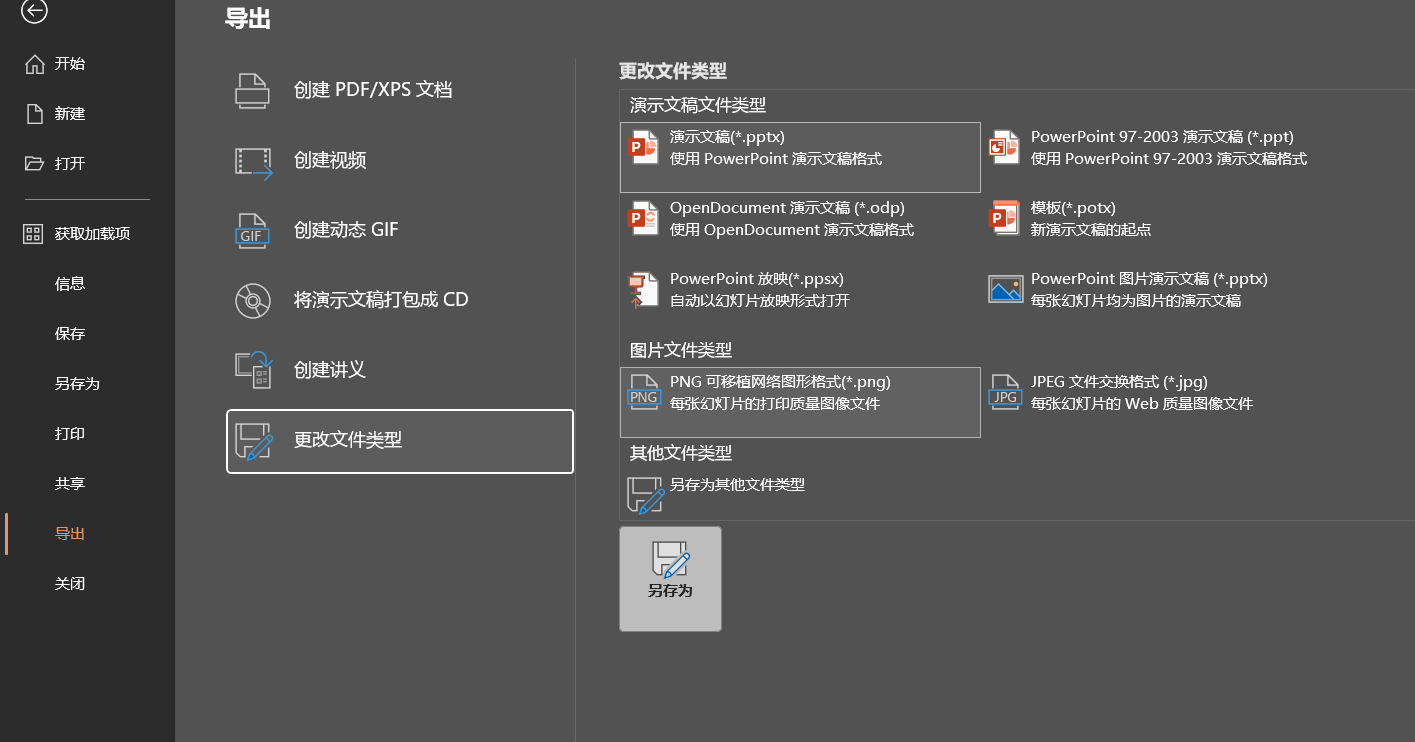 导出
开始
新建
打开
获取加载项
信息
保存
另存为
打印
共享
导出
关闭
创建 PDF/XPS 文档
创建视频
GIF
创建动态 GIF
将演示文稿打包成 CD
创建讲义
更改文件类型
更改文件类型
演示文稿文件类型
P
演示文稿(*.pptx)
使用 PowerPoint 演示文稿格式
PowerPoint 97-2003 演示文稿 (*.ppt)
使用 PowerPoint 97-2003 演示文稿格式
P
OpenDocument 演示文稿 (*.odp)
使用 OpenDocument 演示文稿格式
P
模板(*.potx)
新演示文稿的起点
PowerPoint 放映(*.ppsx)
自动以幻灯片放映形式打开
PowerPoint 图片演示文稿 (*.pptx)
每张幻灯片均为图片的演示文稿
图片文件类型
PNG
PNG 可移植网络图形格式(*.png)
每张幻灯片的打印质量图像文件
JPG
JPEG 文件交换格式 (*.jpg)
每张幻灯片的 Web 质量图像文件
其他文件类型
另存为其他文件类型
另存为